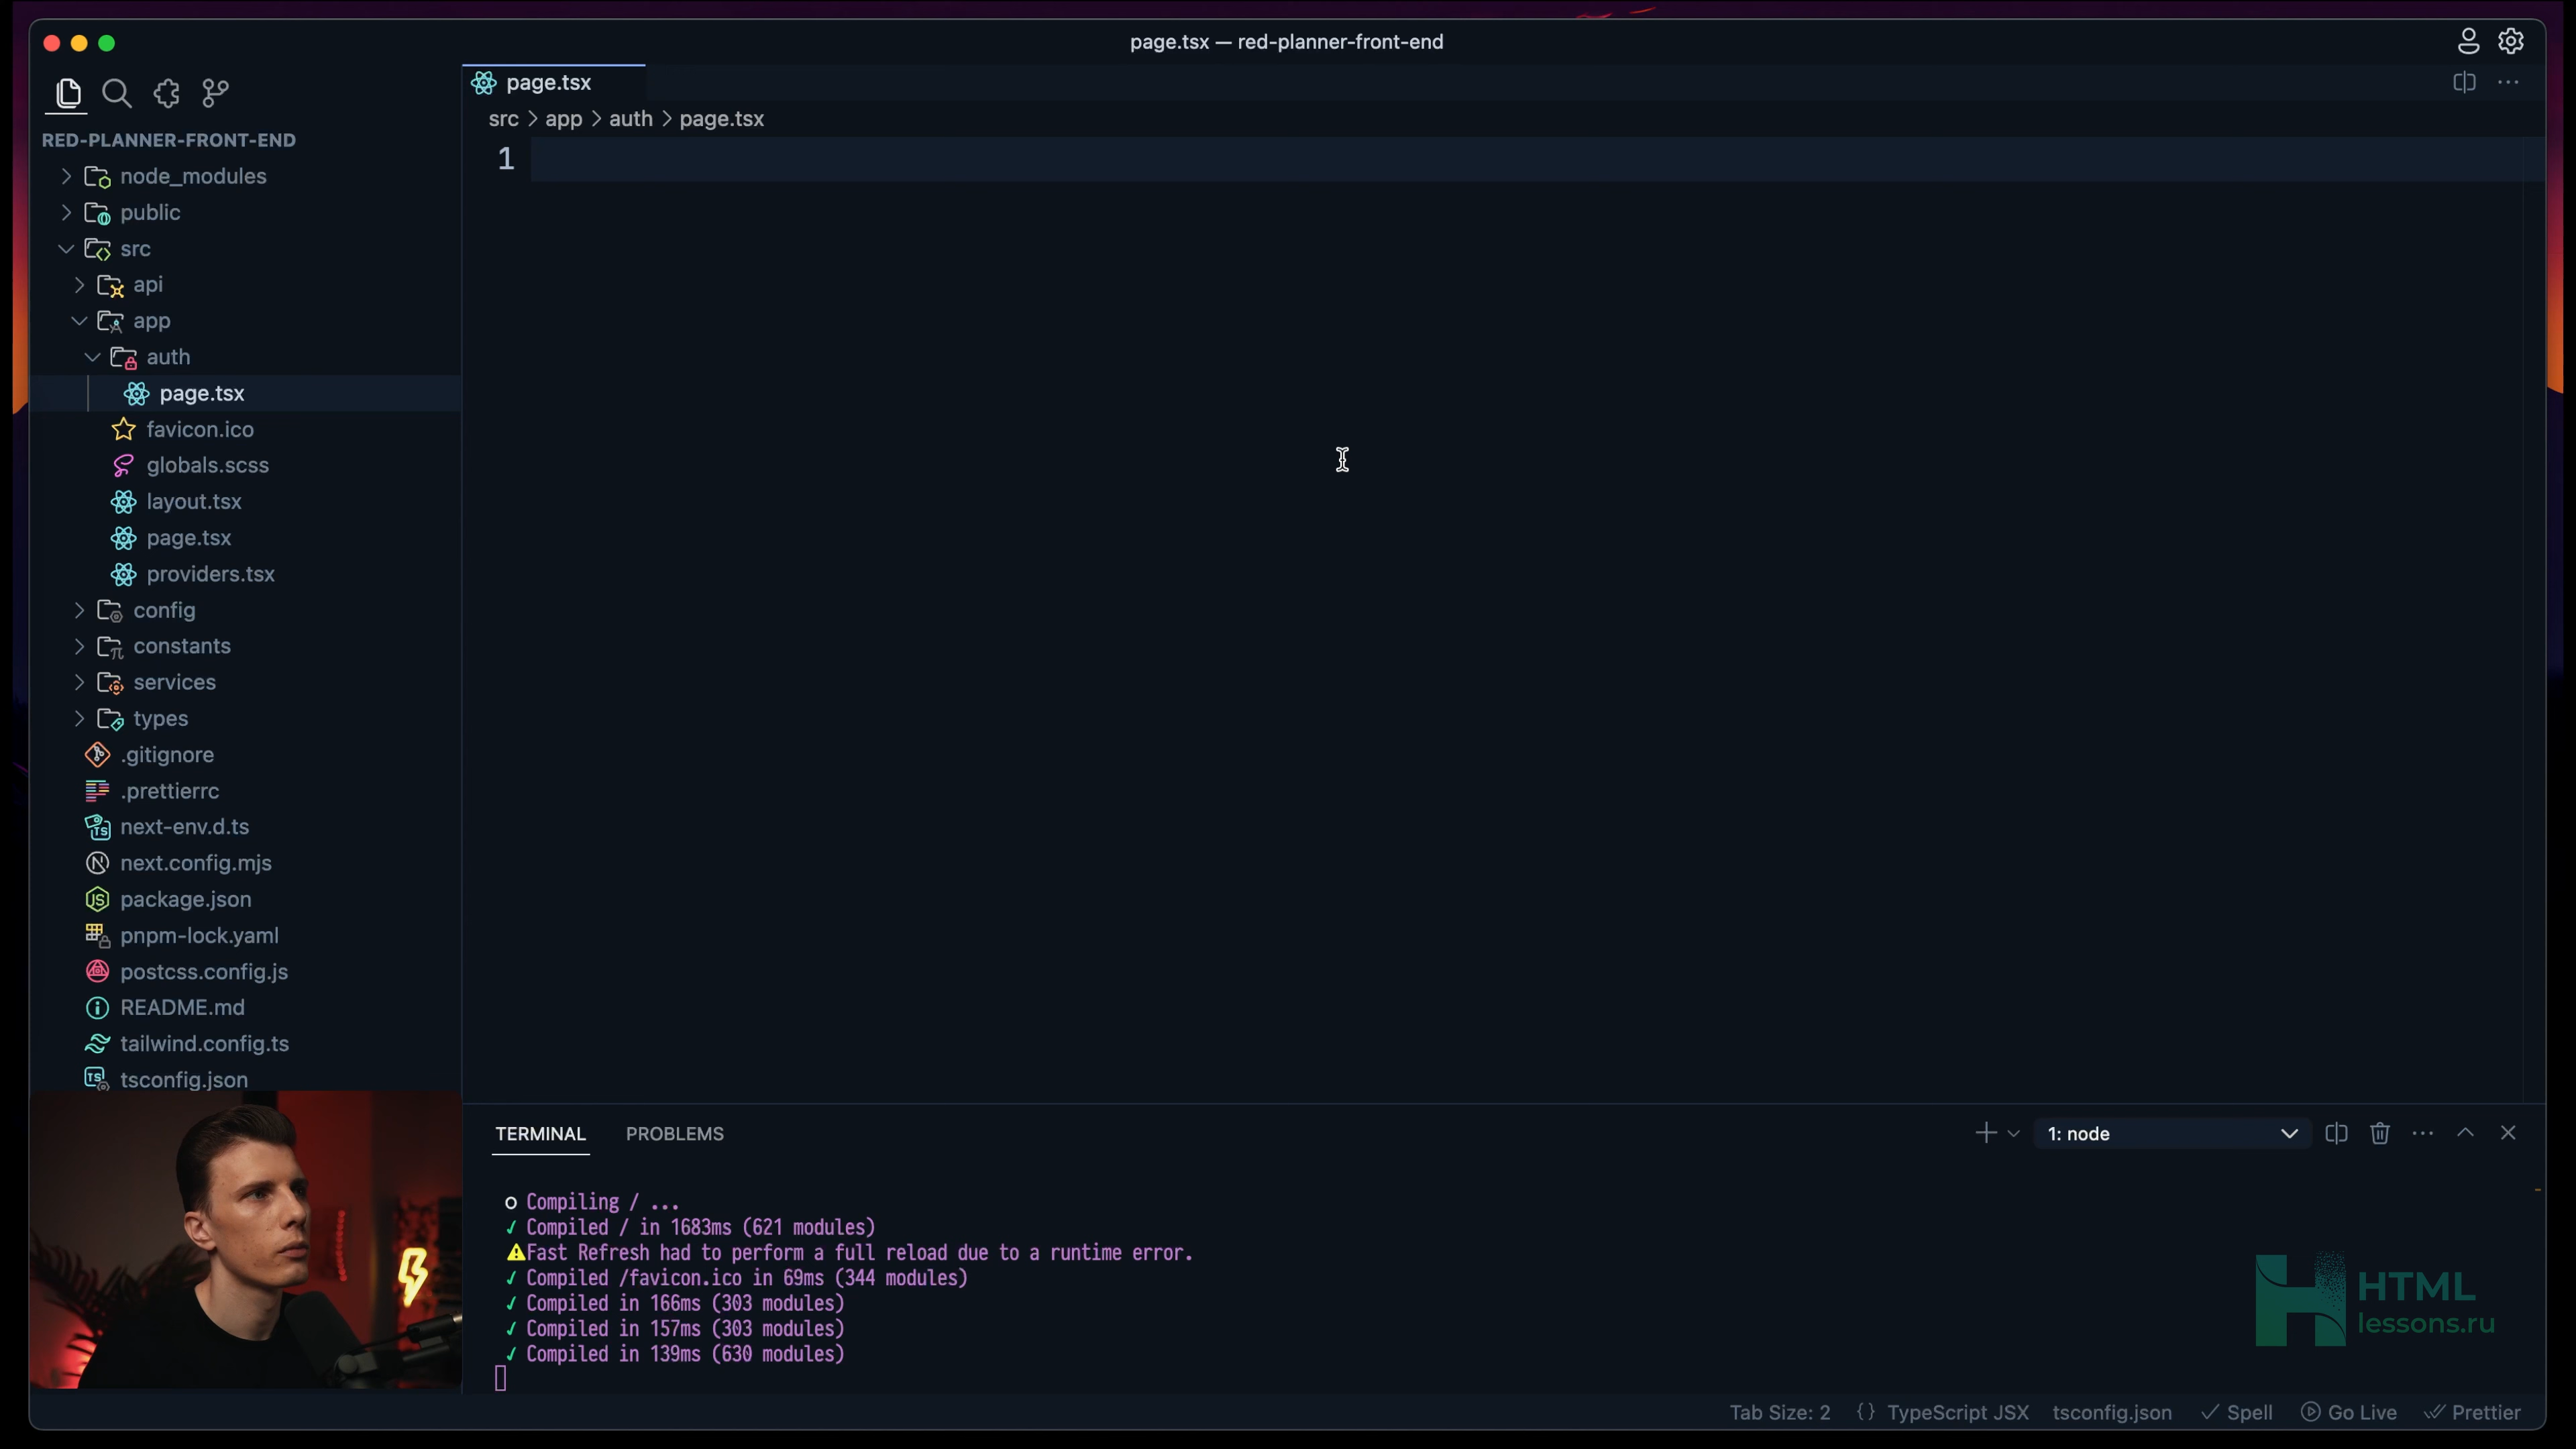 page.tsx — red-planner-front-end
RED-PLANNER-FRONT-END
node_modules
public
src
api
app
auth
page.tsx
favicon.ico
globals.scss
layout.tsx
page.tsx
providers.tsx
config
constants
services
types
.gitignore
.prettierrc
next-env.d.ts
next.config.mjs
package.json
pnpm-lock.yaml
postcss.config.js
README.md
tailwind.config.ts
tsconfig.json
page.tsx
src > app > auth > page.tsx
1
TERMINAL PROBLEMS
1: node
○ Compiling / ...
✓ Compiled / in 1683ms (621 modules)
⚠Fast Refresh had to perform a full reload due to a runtime error.
✓ Compiled /favicon.ico in 69ms (344 modules)
✓ Compiled in 166ms (303 modules)
✓ Compiled in 157ms (303 modules)
✓ Compiled in 139ms (630 modules)
HTML
lessons.ru
Tab Size: 2 {} TypeScript JSX tsconfig.json ✓ Spell Go Live Prettier